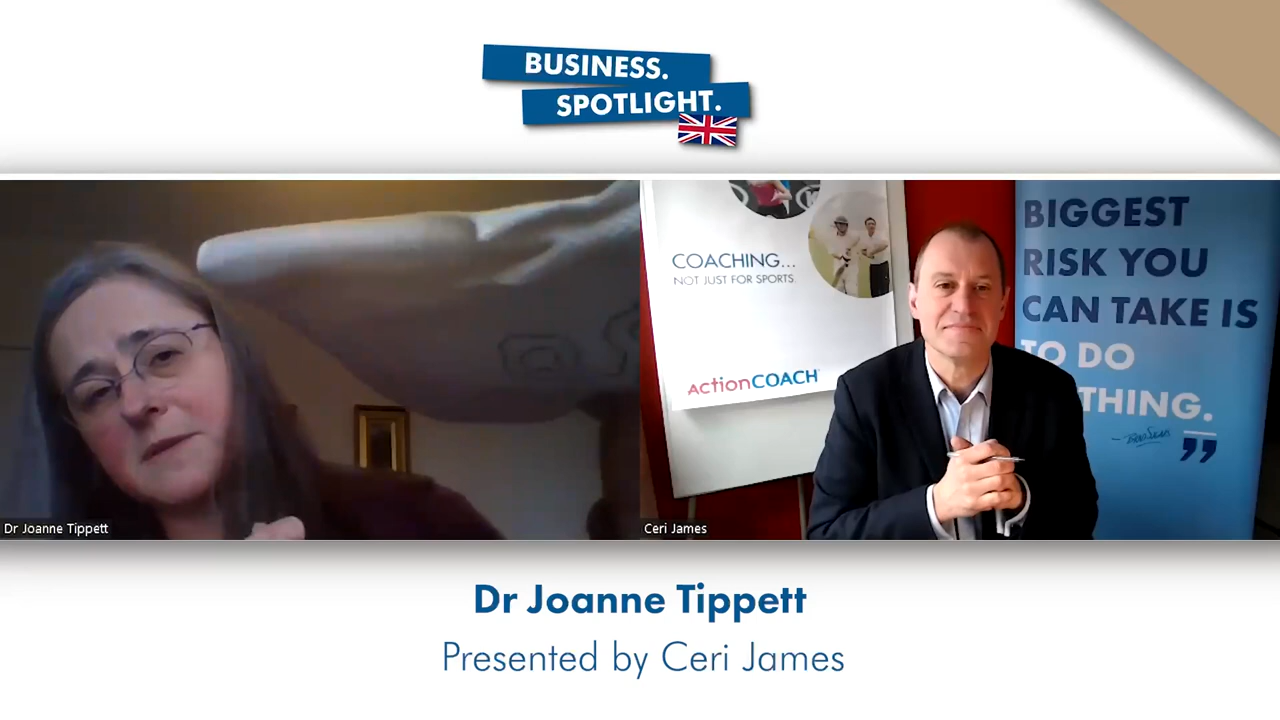 BUSINESS.
SPOTLIGHT.
COACHING...
NOT JUST FOR SPORTS
ActionCOACH
BIGGEST
RISK YOU
CAN TAKE IS
TO DO
THING.
”
Dr Joanne Tippett
Ceri James
Dr Joanne Tippett
Presented by Ceri James